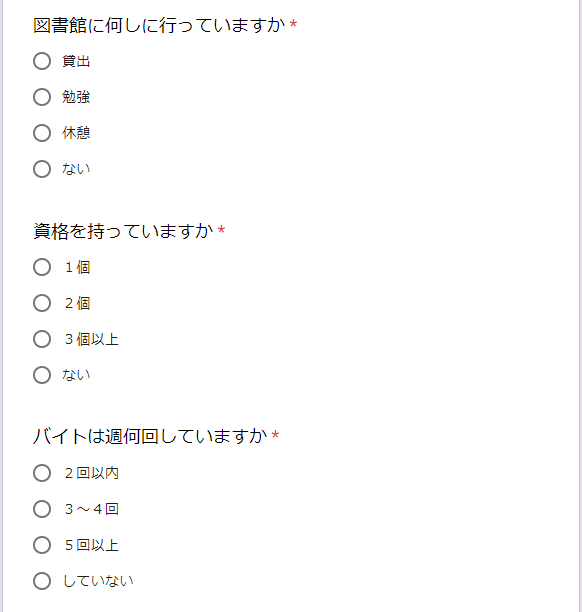 図書館に何しに行っていますか *
貸出
勉強
休憩
ない
資格を持っていますか *
１個
２個
３個以上
ない
バイトは週何回していますか *
２回以内
３～４回
５回以上
していない